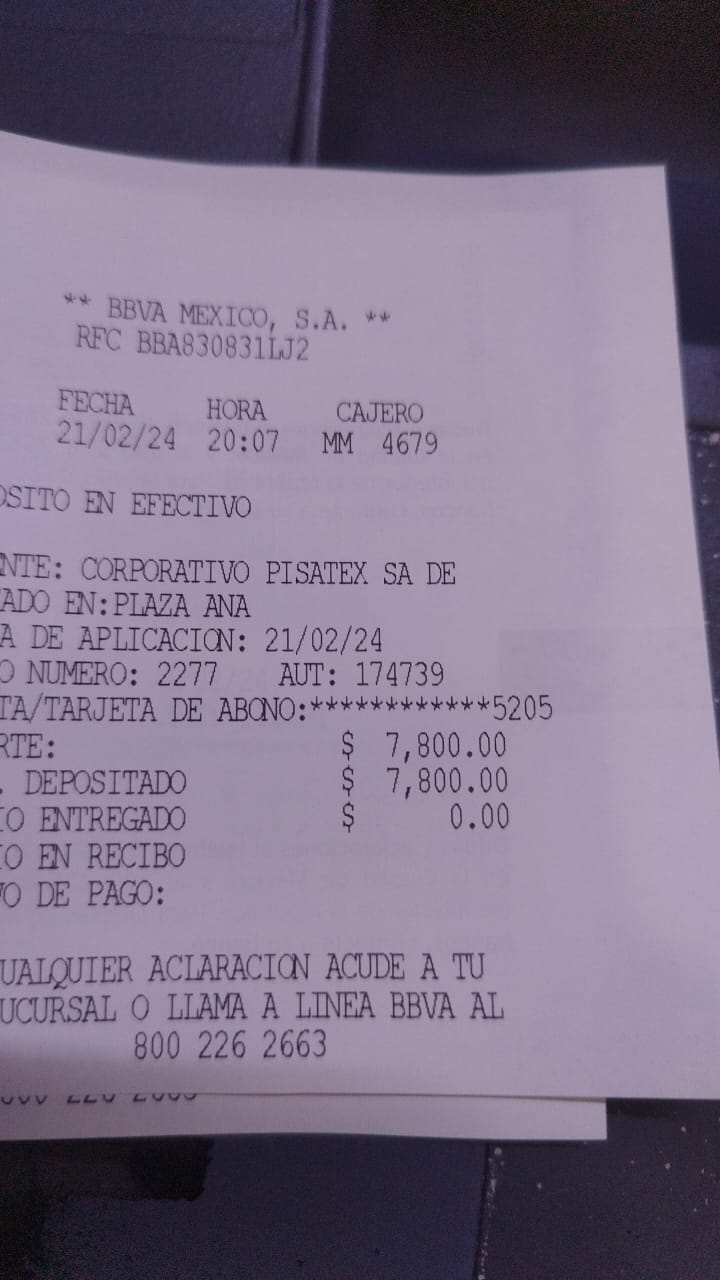 ** BBVA MEXICO, S.A. **
RFC BBA830831LJ2
FECHA HORA CAJERO
21/02/24 20:07 MM 4679
OSITO EN EFECTIVO
NTE: CORPORATIVO PISATEX SA DE
ADO EN:PLAZA ANA
A DE APLICACION: 21/02/24
O NUMERO: 2277 AUT: 174739
TA/TARJETA DE ABONO:************5205
RTE: $ 7,800.00
. DEPOSITADO $ 7,800.00
IO ENTREGADO $ 0.00
IO EN RECIBO
VO DE PAGO:
UALQUIER ACLARACION ACUDE A TU
UCURSAL O LLAMA A LINEA BBVA AL
800 226 2663